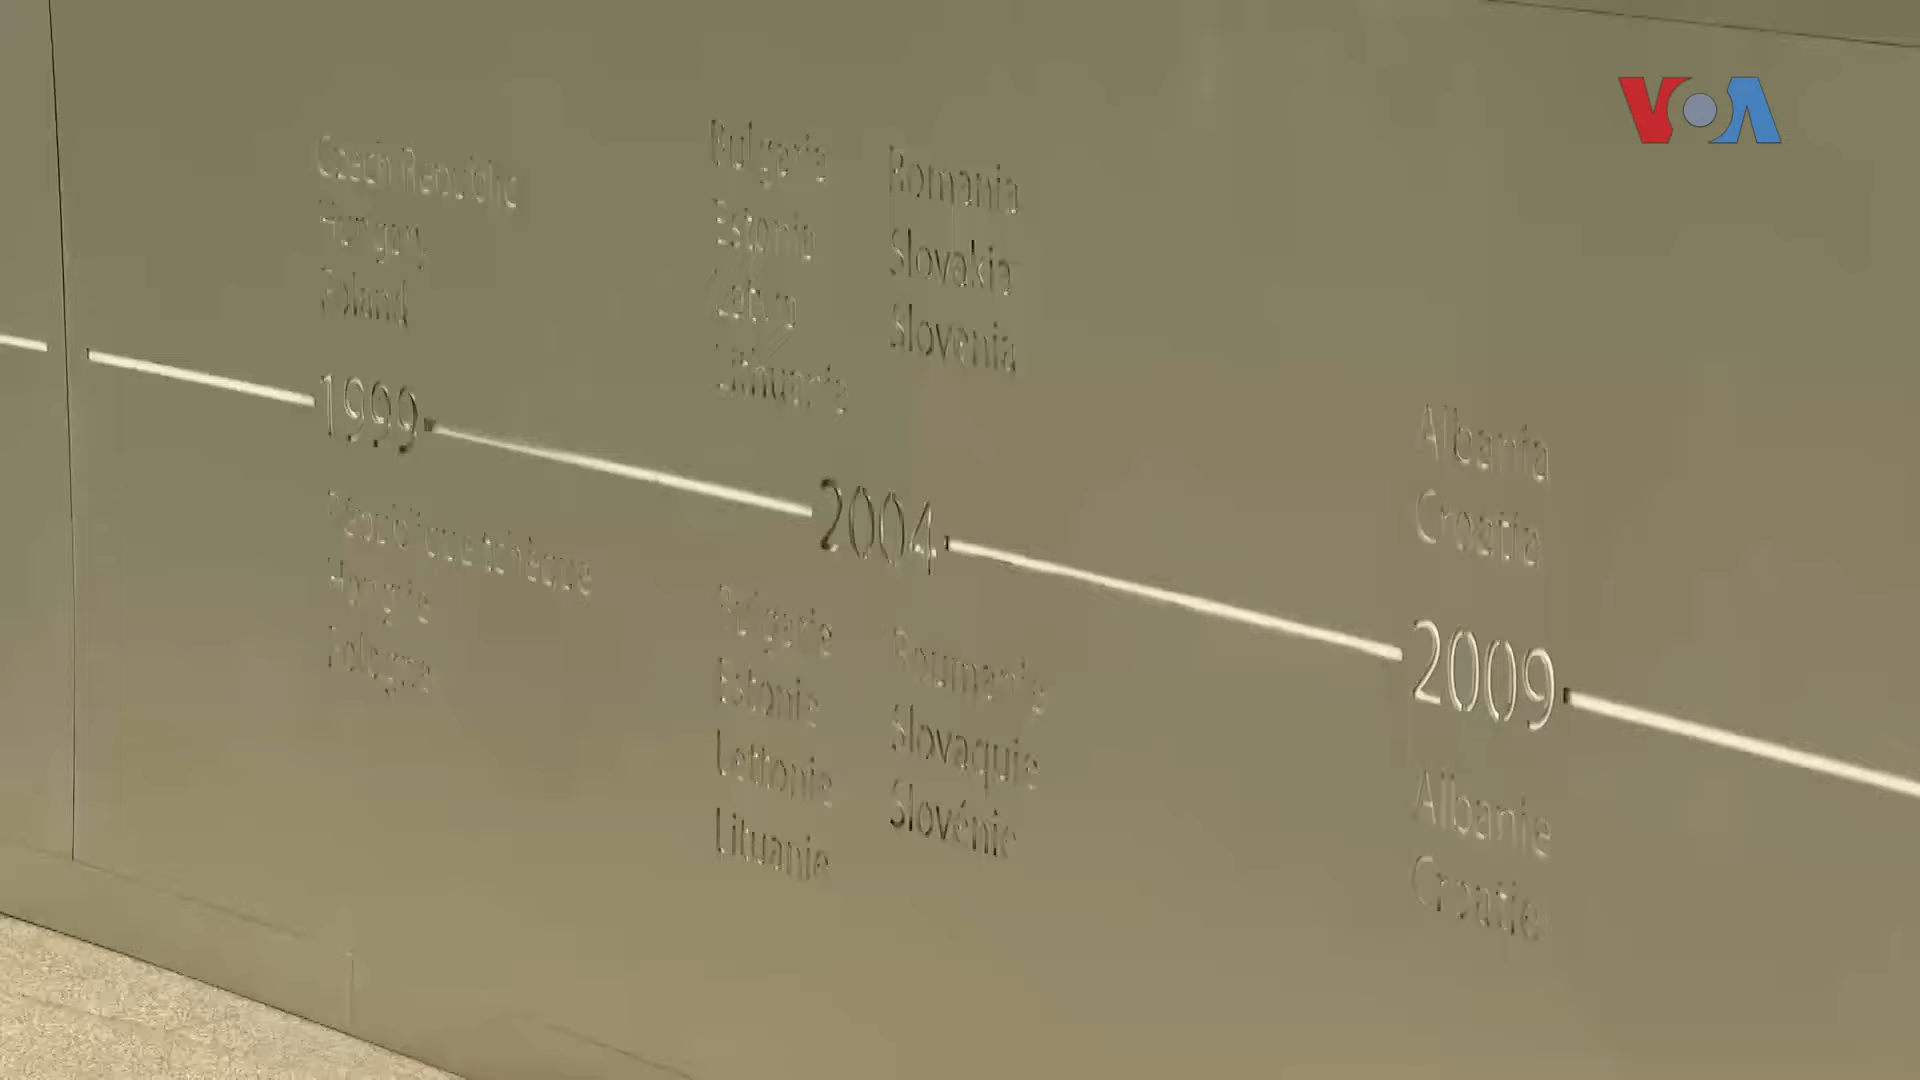 VOA
Czech Republic
Hungary
Poland
1999
République tchèque
Hongrie
Pologne
Bulgaria
Estonia
Latvia
Lithuania
Romania
Slovakia
Slovenia
2004
Bulgarie
Estonie
Lettonie
Lituanie
Roumanie
Slovaquie
Slovénie
Albania
Croatia
2009
Albanie
Croatie